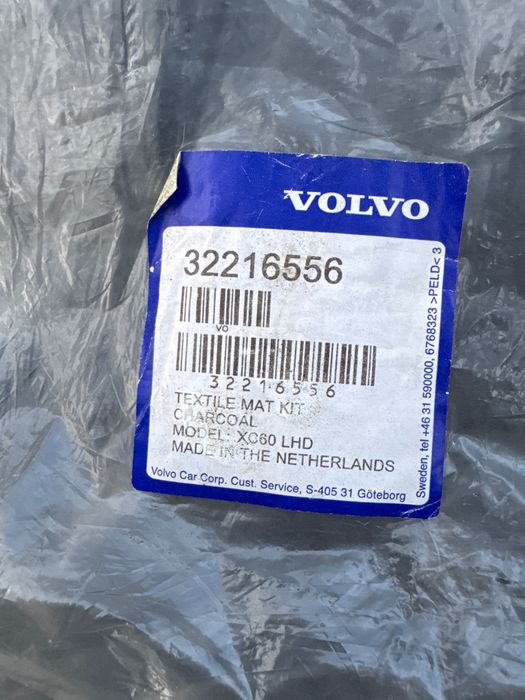 VOLVO
32216556
VO
32216556
TEXTILE MAT KIT
CHARCOAL
MODEL: XC60 LHD
MADE IN THE NETHERLANDS
Volvo Car Corp. Cust. Service, S-405 31 Göteborg
Sweden, tel +46 31 590000, 6768323 >PELD< 3